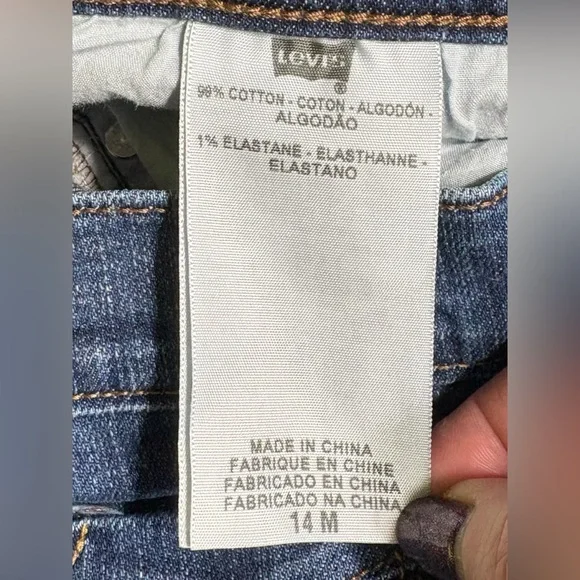 Levi's
®
99% COTTON - COTON - ALGODÓN -
ALGODÃO
1% ELASTANE - ELASTHANNE -
ELASTANO
MADE IN CHINA
FABRIQUE EN CHINE
FABRICADO EN CHINA
FABRICADO NA CHINA
14 M